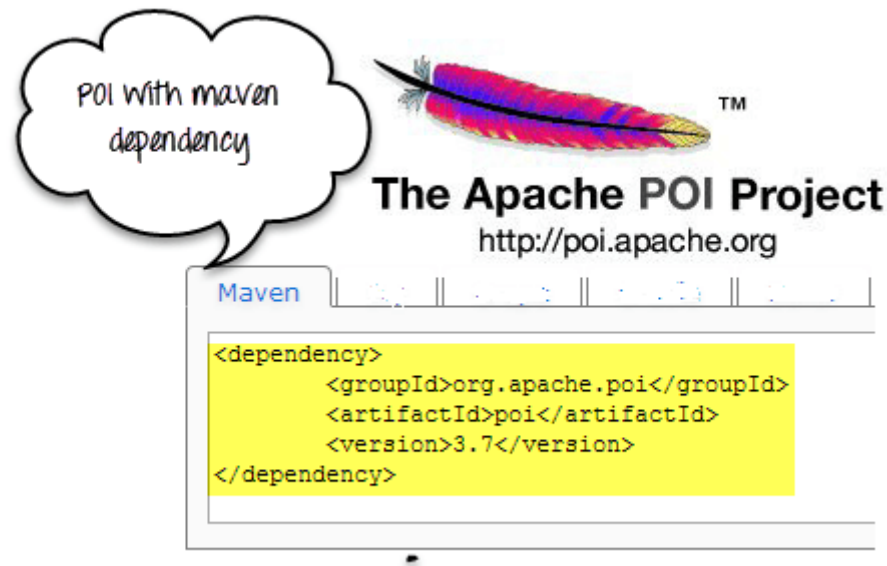 POI with maven
dependency
TM
The Apache POI Project
http://poi.apache.org
Maven
<dependency>
<groupId>org.apache.poi</groupId>
<artifactId>poi</artifactId>
<version>3.7</version>
</dependency>